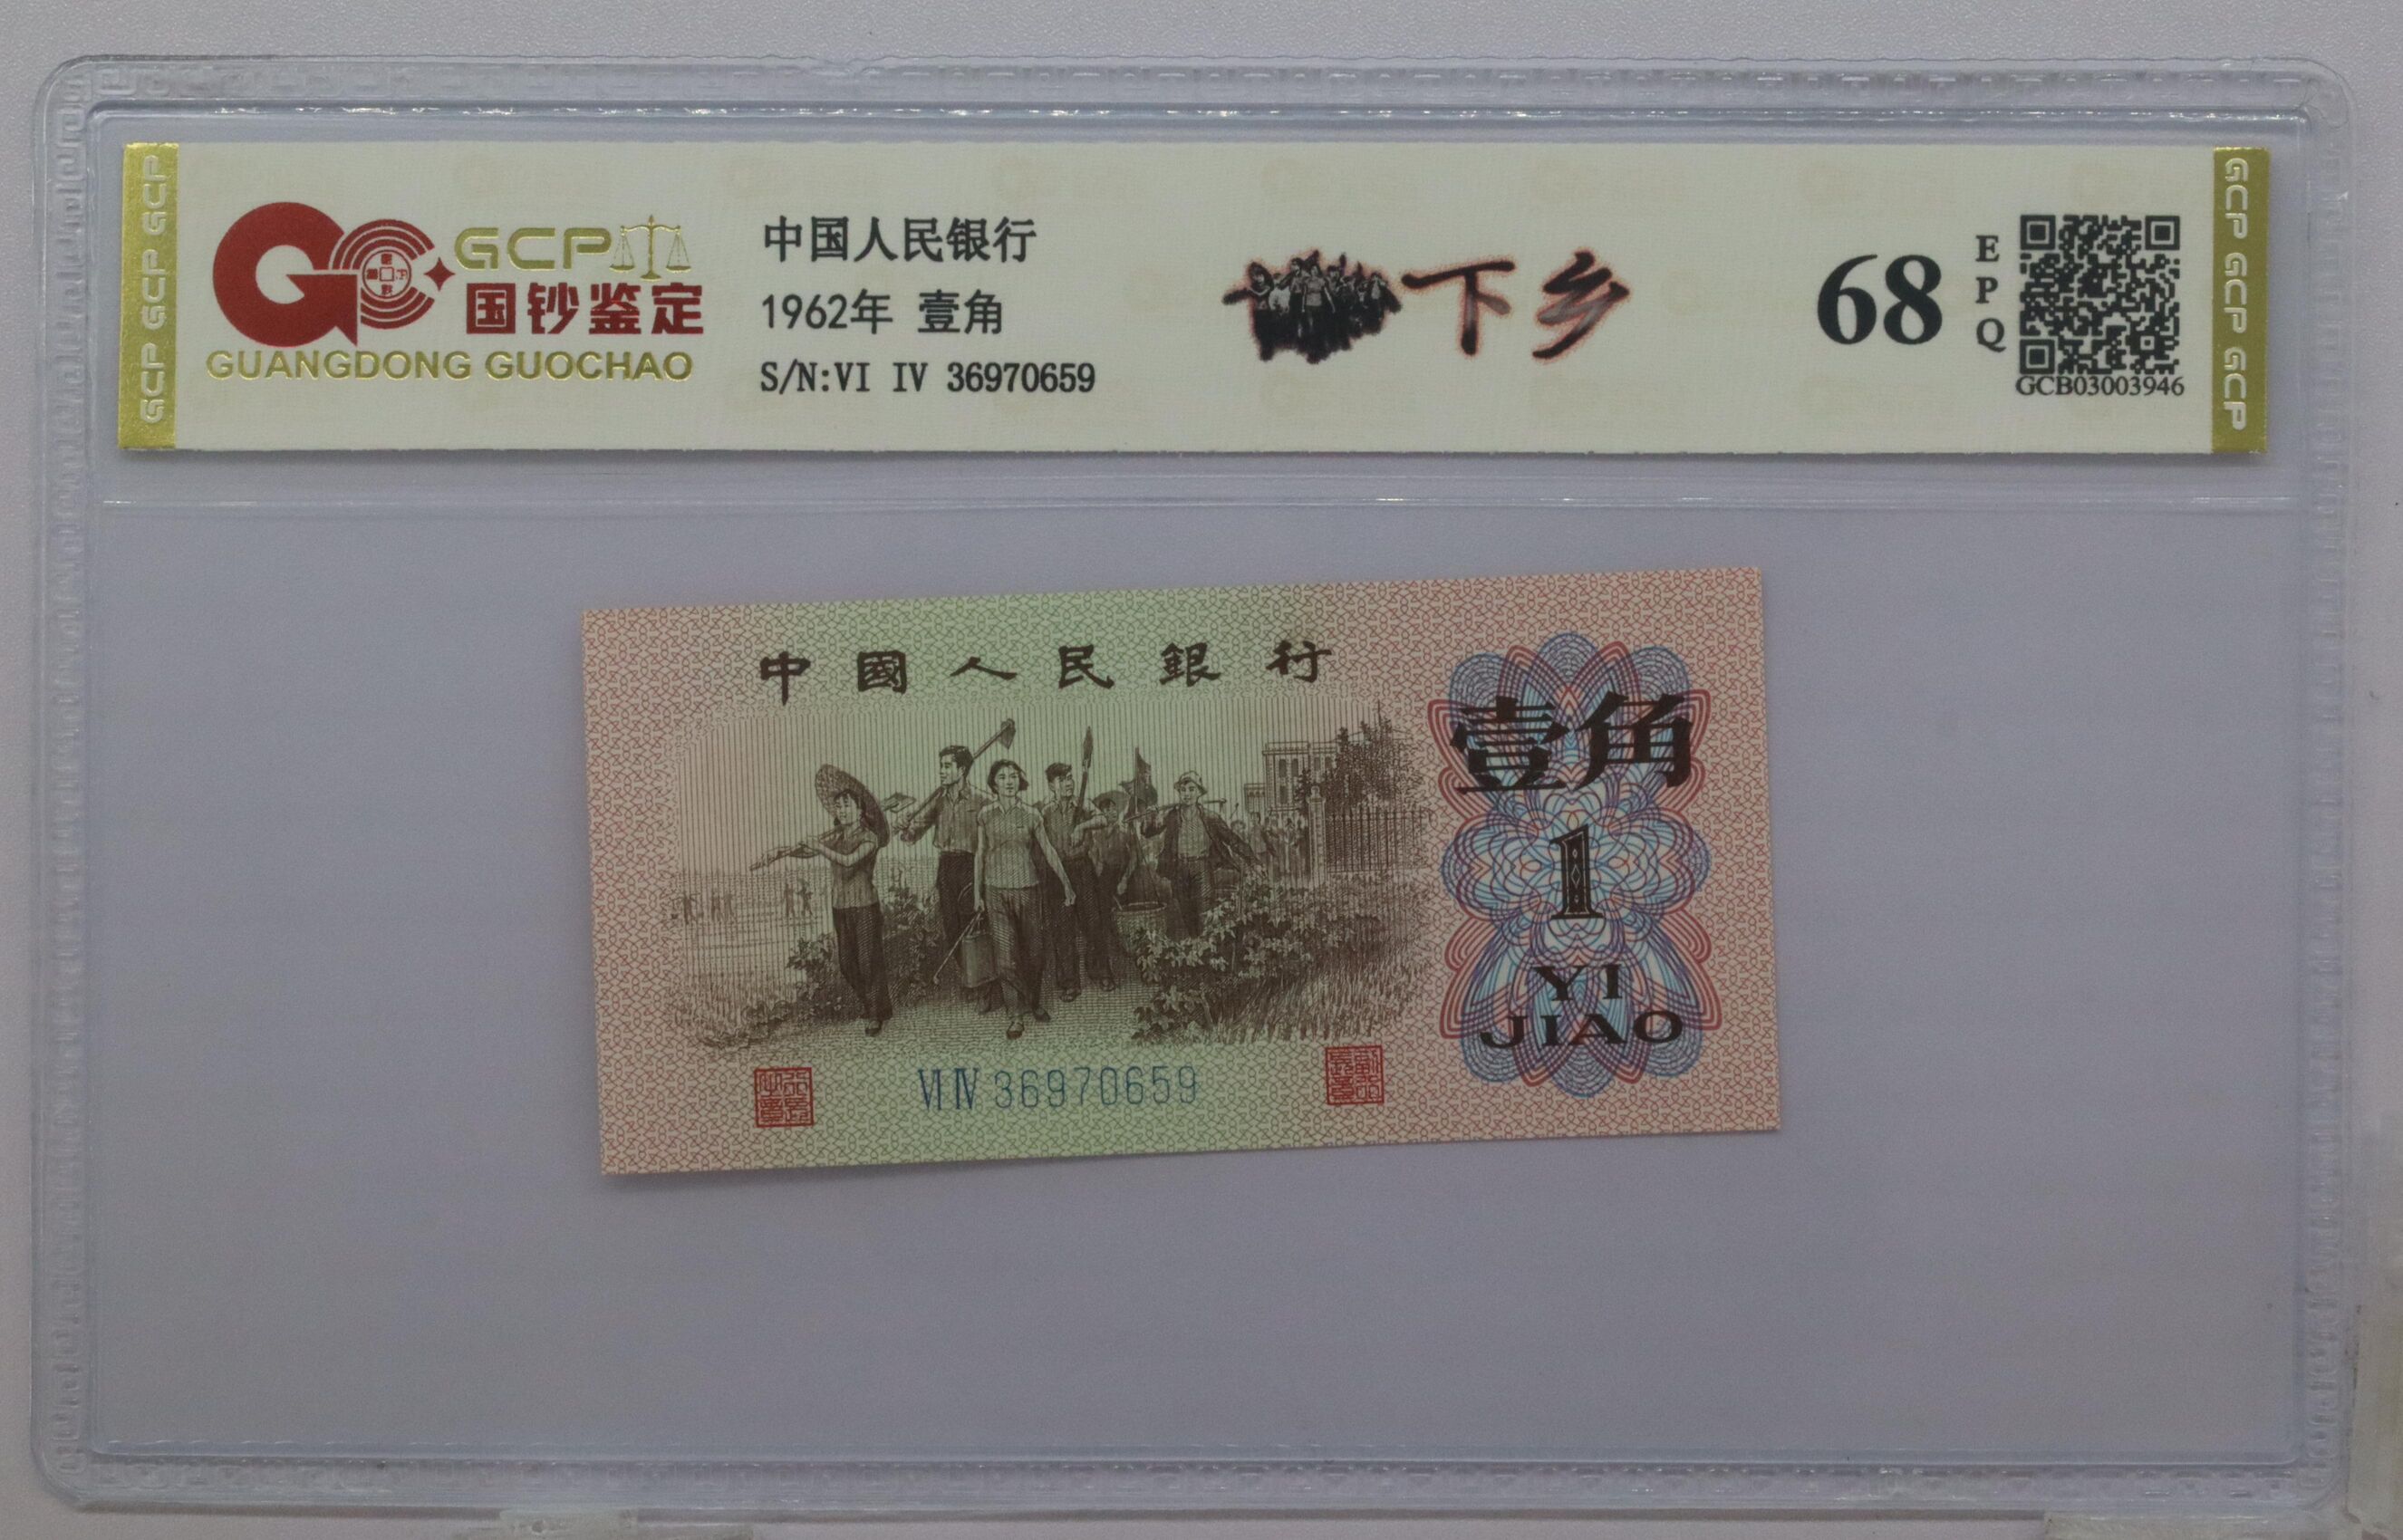 GCP GCP GCP
GCP
国钞鉴定
GUANGDONG GUOCHAO
中国人民银行
1962年 壹角
S/N:VI IV 36970659
下乡
68
EPQ
GCB03003946
GCP GCP GCP
中國人民銀行
壹角
1
YI
JIAO
VI IV 36970659